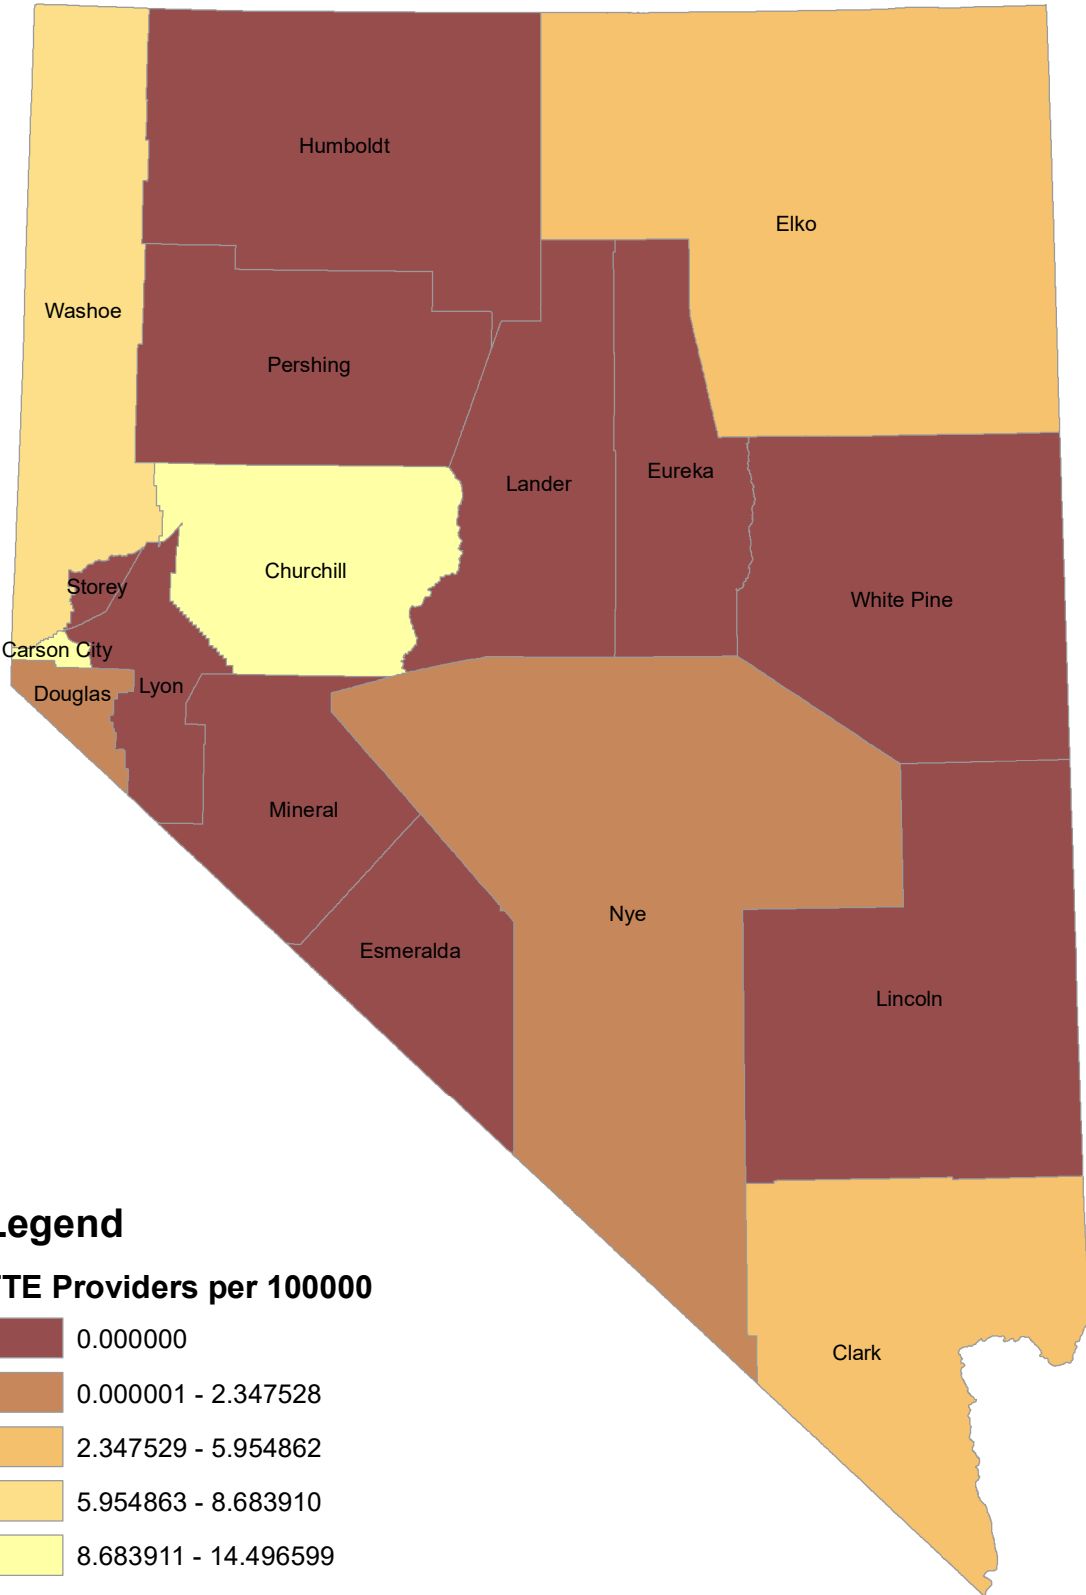 Humboldt
Elko
Washoe
Pershing
Lander
Eureka
Churchill
Storey
White Pine
Carson City
Lyon
Douglas
Mineral
Nye
Esmeralda
Lincoln
Clark
Legend
FTE Providers per 100000
0.000000
0.000001 - 2.347528
2.347529 - 5.954862
5.954863 - 8.683910
8.683911 - 14.496599